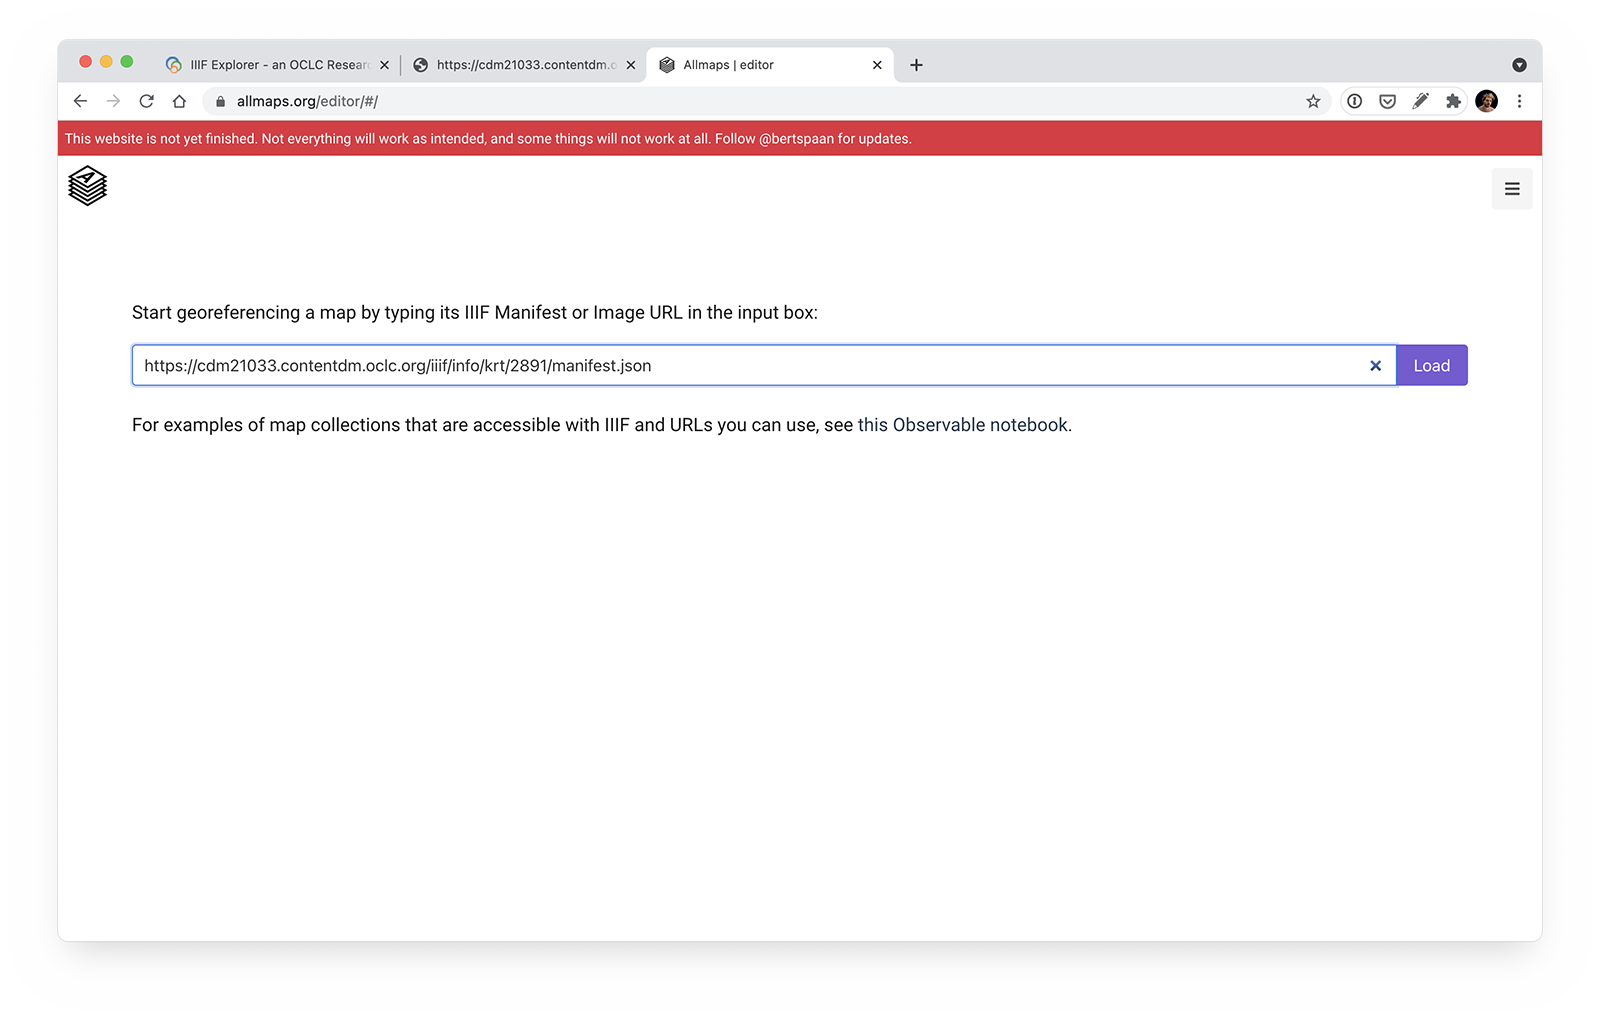 IIIF Explorer - an OCLC Resear
https://cdm21033.contentdm.o
Allmaps | editor
allmaps.org/editor/#/
This website is not yet finished. Not everything will work as intended, and some things will not work at all. Follow @bertspaan for updates.
A
Start georeferencing a map by typing its IIIF Manifest or Image URL in the input box:
https://cdm21033.contentdm.oclc.org/iiif/info/krt/2891/manifest.json
Load
For examples of map collections that are accessible with IIIF and URLs you can use, see this Observable notebook.